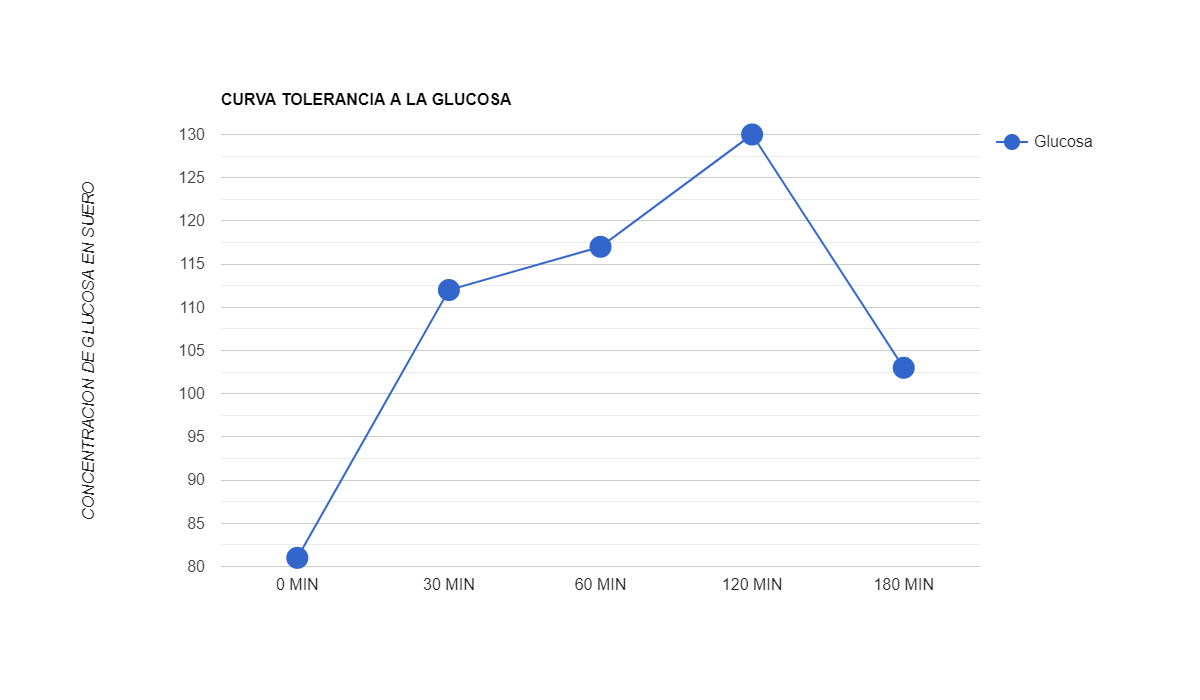 CURVA TOLERANCIA A LA GLUCOSA
CONCENTRACION DE GLUCOSA EN SUERO
130
125
120
115
110
105
100
95
90
85
80
0 MIN
30 MIN
60 MIN
120 MIN
180 MIN
Glucosa